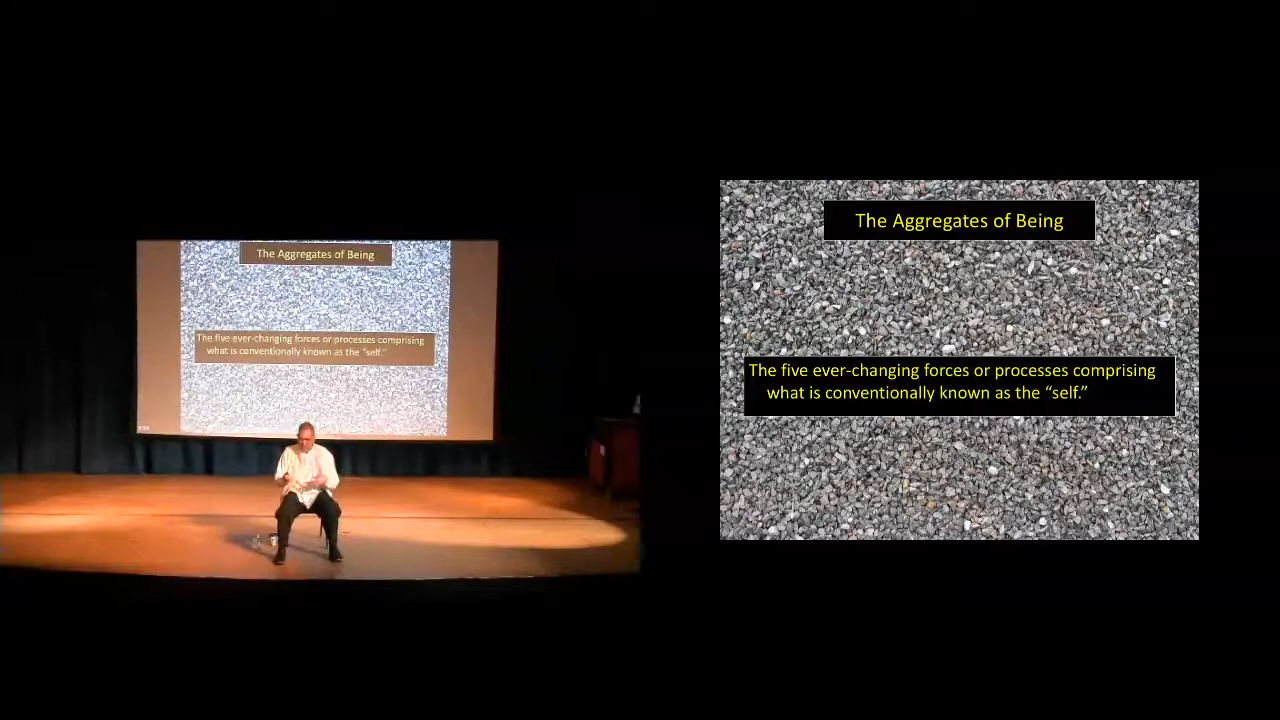 The Aggregates of Being
The five ever-changing forces or processes comprising
what is conventionally known as the “self.”
The Aggregates of Being
The five ever-changing forces or processes comprising
what is conventionally known as the “self.”